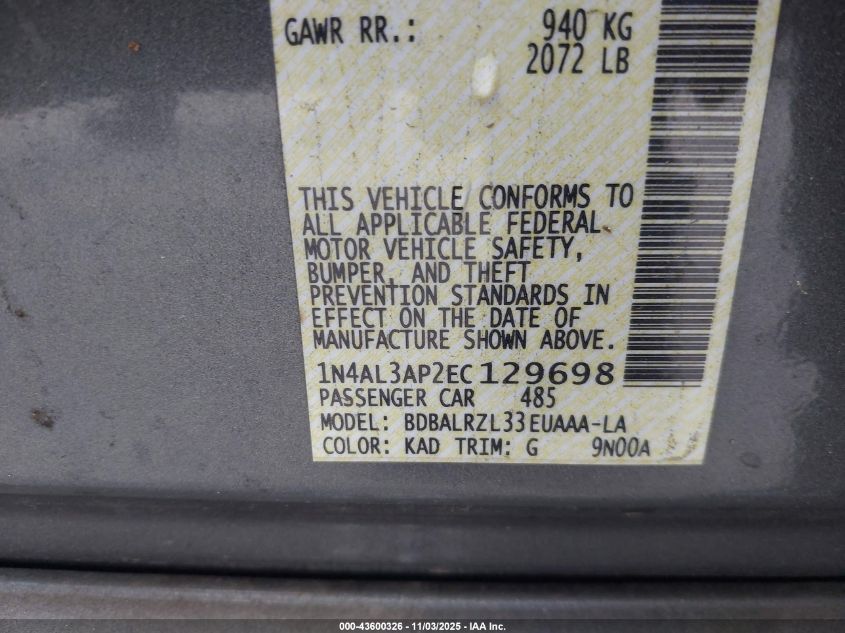 GAWR RR.: 940 KG
2072 LB
THIS VEHICLE CONFORMS TO
ALL APPLICABLE FEDERAL
MOTOR VEHICLE SAFETY,
BUMPER, AND THEFT
PREVENTION STANDARDS IN
EFFECT ON THE DATE OF
MANUFACTURE SHOWN ABOVE.
1N4AL3AP2EC129698
PASSENGER CAR 485
MODEL: BDBALRZL33EUAAA-LA
COLOR: KAD TRIM: G 9N00A
000-43600326 - 11/03/2025 - IAA Inc.